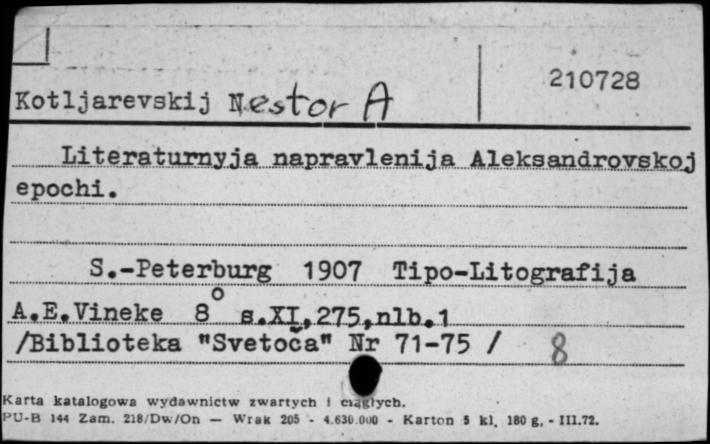 210728
Kotljarevskij Nestor A
Literaturnyja napravlenija Aleksandrovskoj
epochi.
S.-Peterburg 1907 Tipo-Litografija
A.E.Vineke 8° s.XI,275,nlb.1
/Biblioteka "Svetoča" Nr 71-75 / 8
Karta katalogowa wydawnictw zwartych i ciągłych.
PU-B 144 Zam. 218/Dw/On — Wrak 205 - 4.630.000 - Karton 5 kl. 180 g. - III.72.